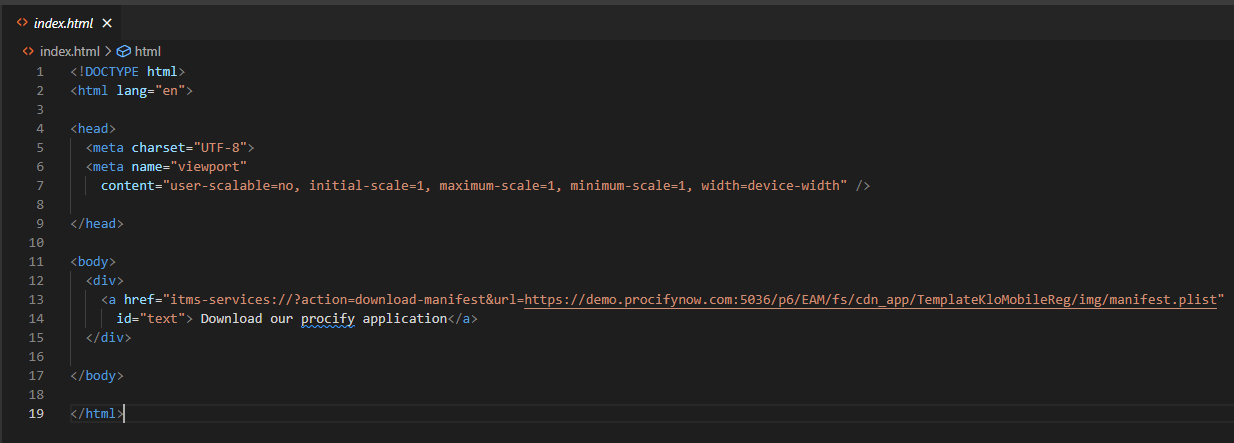 index.html
index.html html
1 <!DOCTYPE html>
2 <html lang="en">
3
4 <head>
5 <meta charset="UTF-8">
6 <meta name="viewport"
7 content="user-scalable=no, initial-scale=1, maximum-scale=1, minimum-scale=1, width=device-width" />
8
9 </head>
10
11 <body>
12 <div>
13 <a href="itms-services://?action=download-manifest&url=https://demo.procifynow.com:5036/p6/EAM/fs/cdn_app/TemplateKloMobileReg/img/manifest.plist"
14 id="text"> Download our procify application</a>
15 </div>
16
17 </body>
18
19 </html>